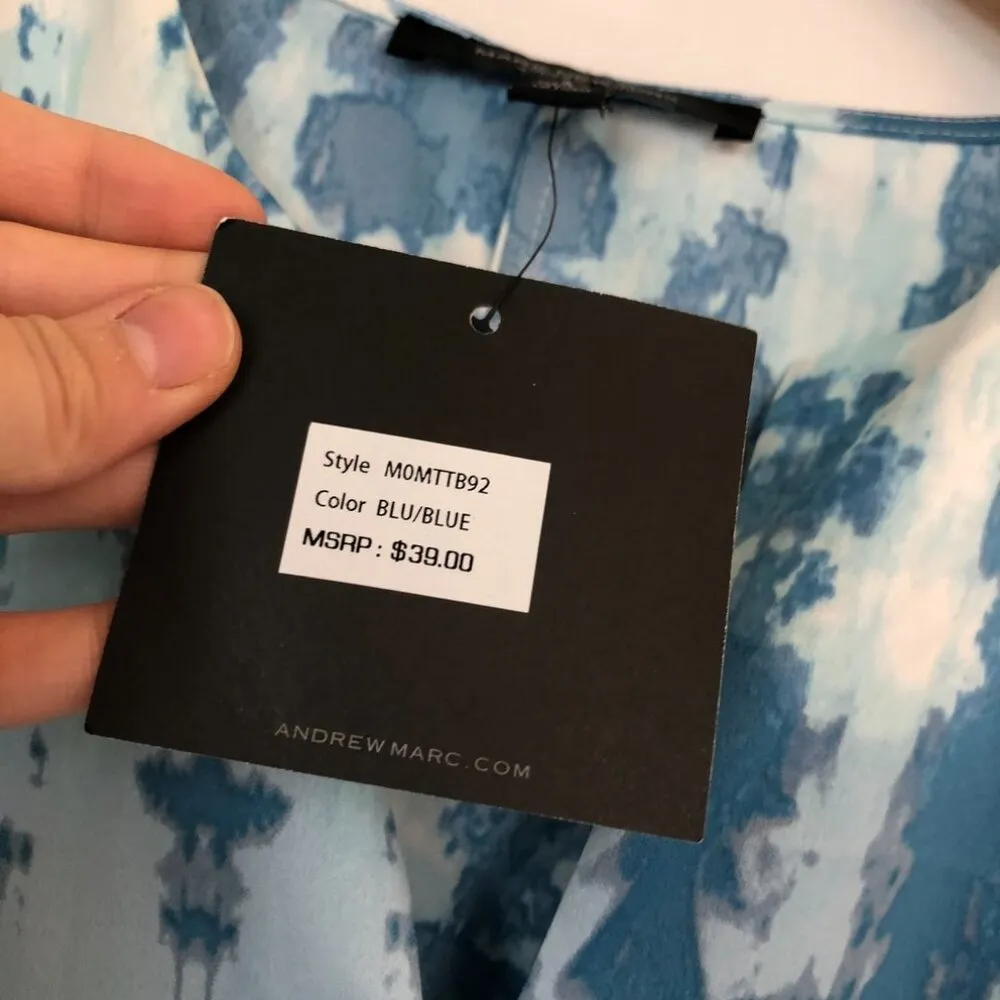 Style M0MTTB92
Color BLU/BLUE
MSRP: $39.00
ANDREWMARC.COM